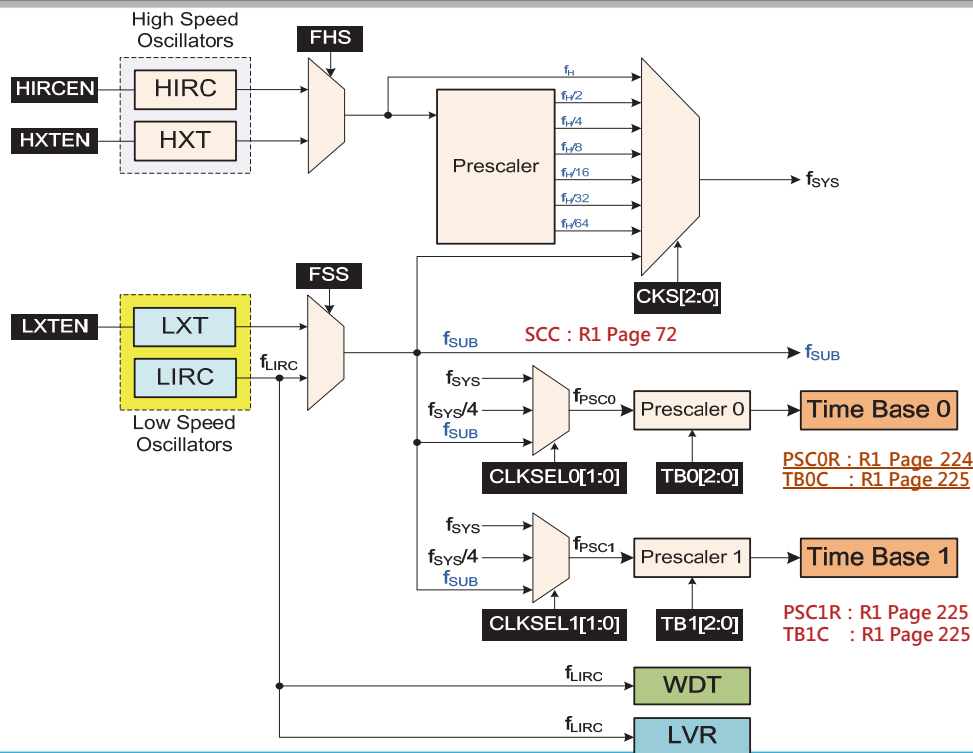 High Speed
Oscillators
FHS
HIRCEN
HIRC
HXTEN
HXT
fH
fH/2
fH/4
fH/8
fH/16
fH/32
fH/64
Prescaler
fSYS
CKS[2:0]
FSS
LXTEN
LXT
LIRC
fLIRC
Low Speed
Oscillators
fSUB
SCC : R1 Page 72
fSUB
fSYS
fSYS/4
fSUB
fPSC0
Prescaler 0
Time Base 0
CLKSEL0[1:0]
TB0[2:0]
PSC0R : R1 Page 224
TB0C : R1 Page 225
fSYS
fSYS/4
fSUB
fPSC1
Prescaler 1
Time Base 1
CLKSEL1[1:0]
TB1[2:0]
PSC1R : R1 Page 225
TB1C : R1 Page 225
fLIRC
WDT
fLIRC
LVR